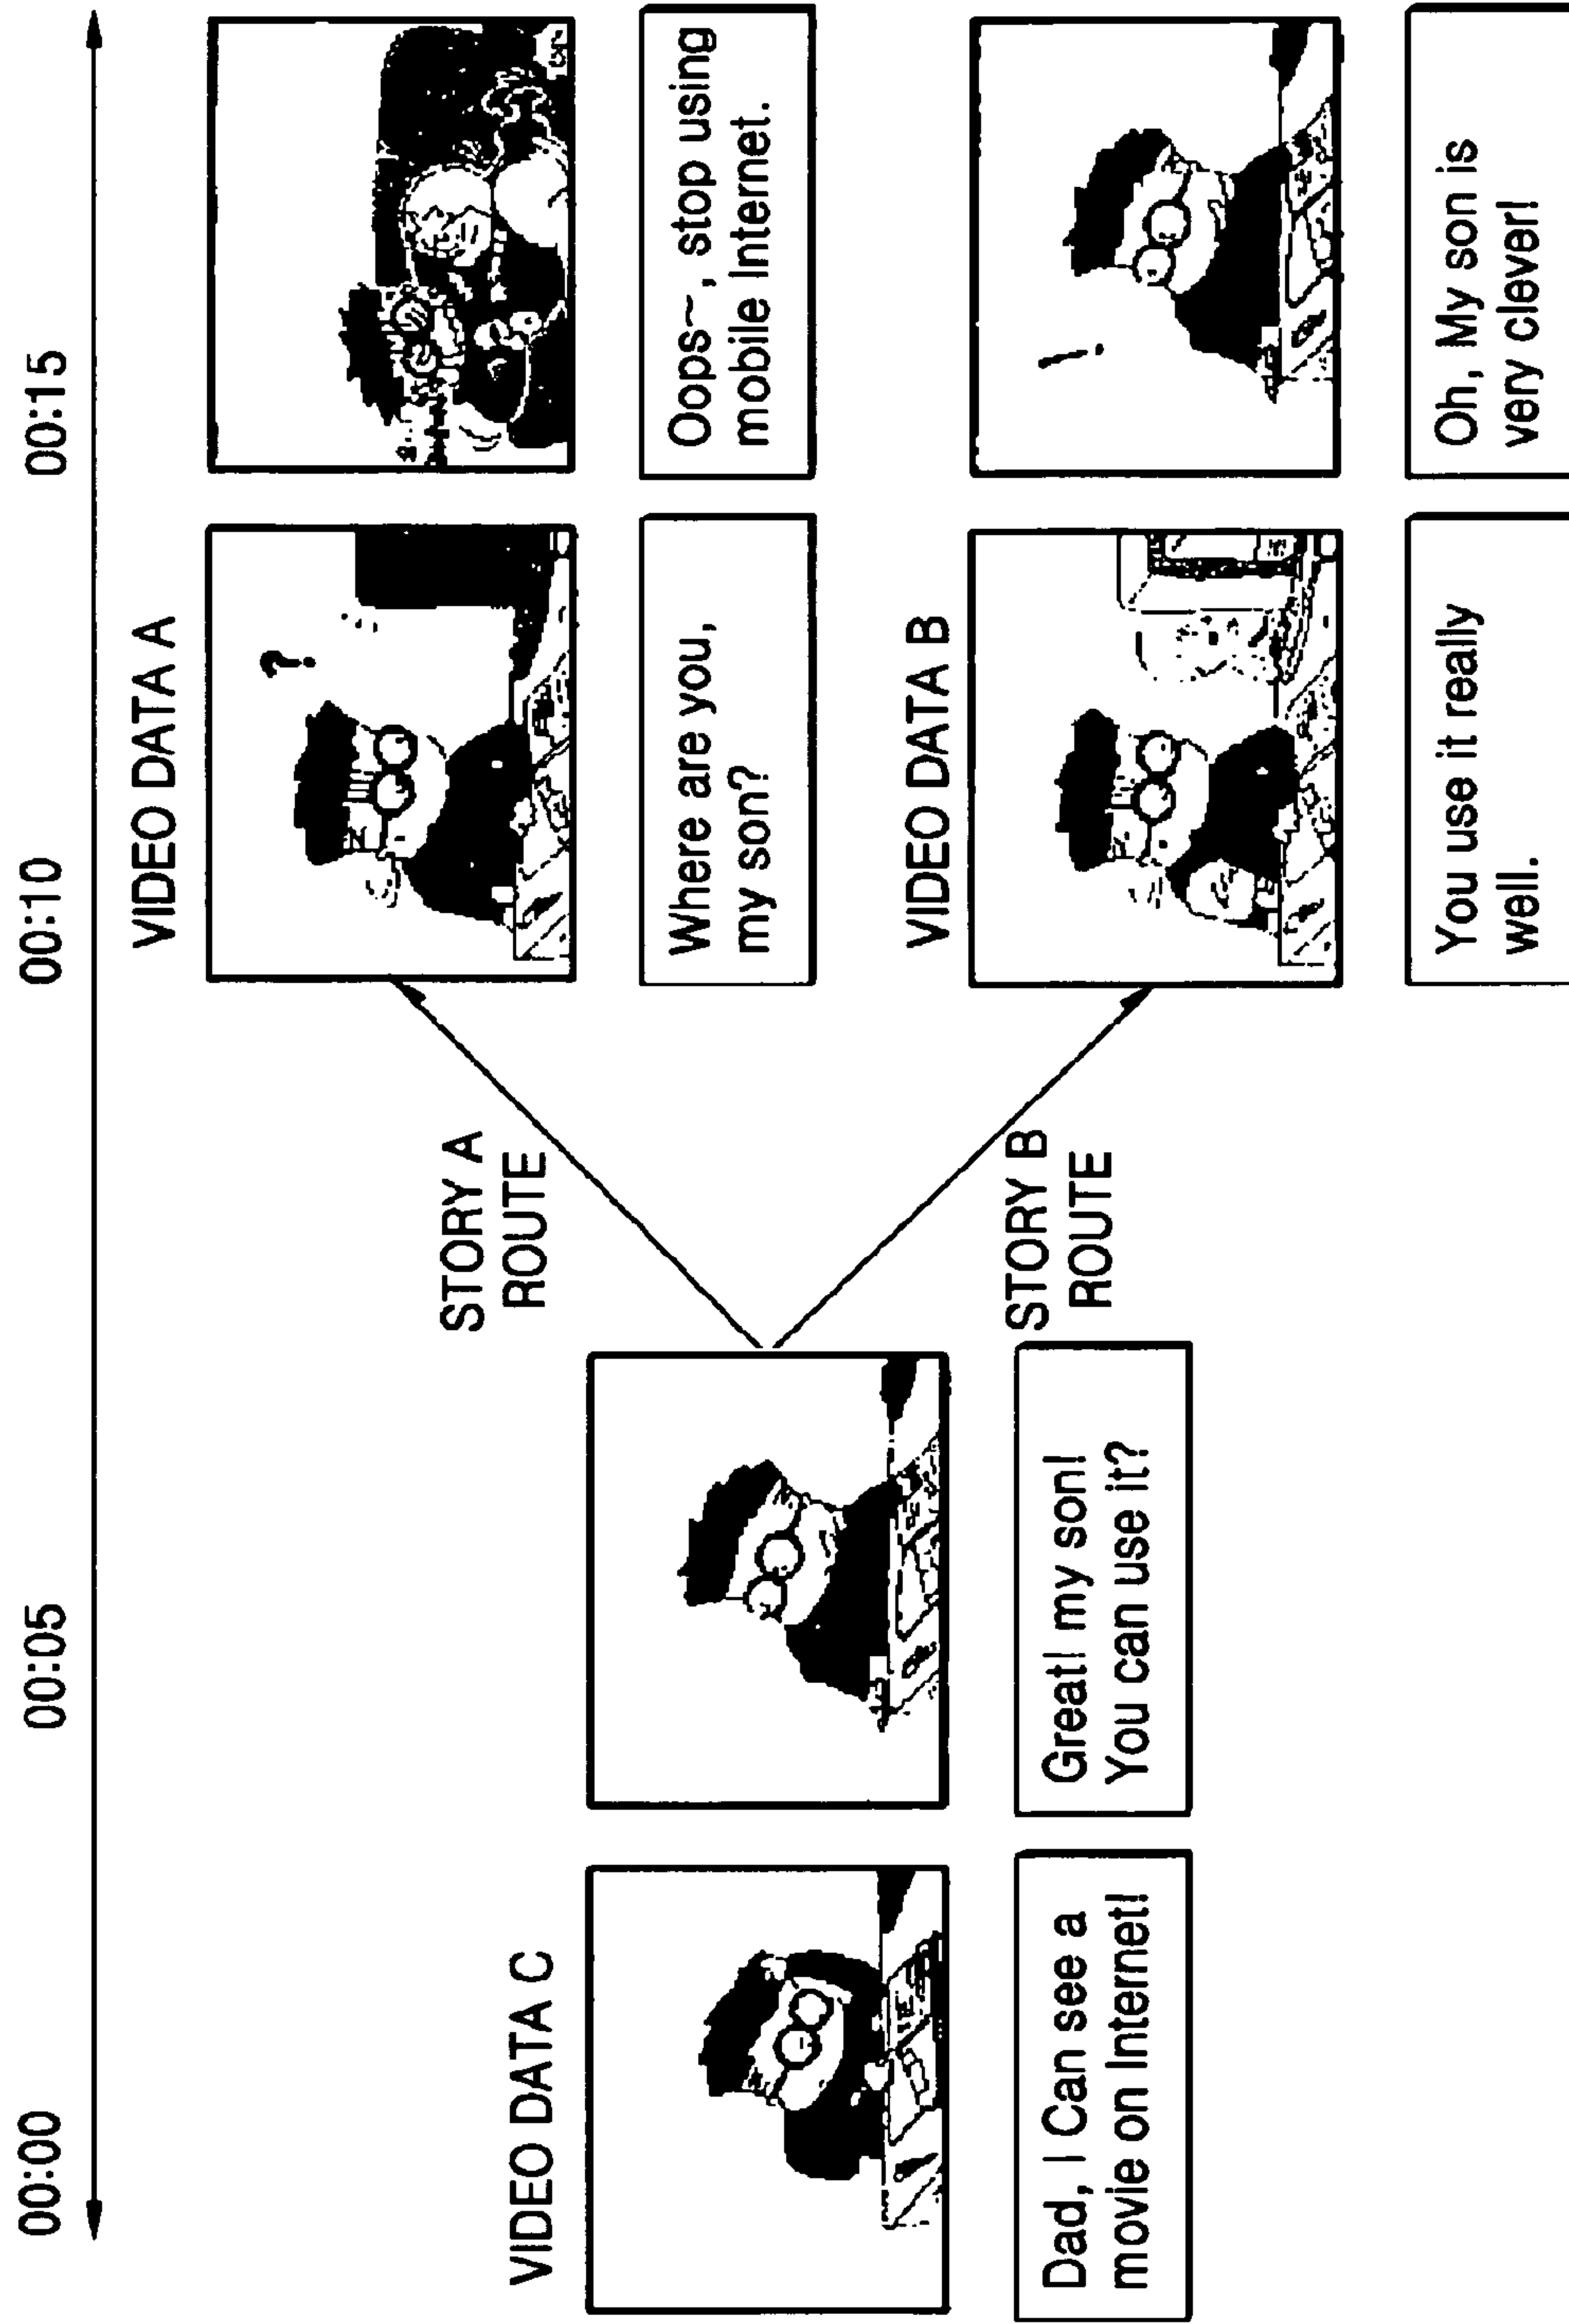 00:00 00:05 00:10 00:15
VIDEO DATA A
?
Where are you,
my son?
Oops~, stop using
mobile Internet.
STORY A
ROUTE
VIDEO DATA C
Dad, I Can see a
movie on Internet!
Great! my son!
You can use it?
STORY B
ROUTE
VIDEO DATA B
!
You use it really
well.
Oh, My son is
very clever!